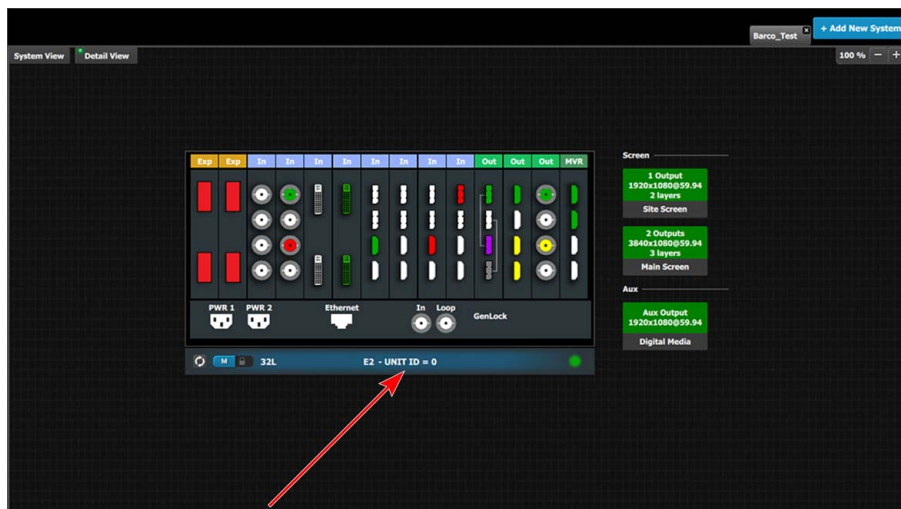 Barco_Test
+ Add New System
System View
Detail View
100 %
Exp Exp In In In In In In In In Out Out Out MVR
PWR 1 PWR 2 Ethernet In Loop GenLock
M 32L E2 - UNIT ID = 0
Screen
1 Output
1920x1080@59.94
2 layers
Site Screen
2 Outputs
3840x1080@59.94
3 layers
Main Screen
Aux
Aux Output
1920x1080@59.94
Digital Media